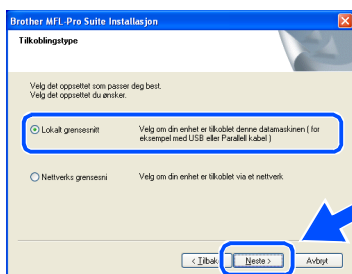 Brother MFL-Pro Suite Installasjon
Tilkoblingstype
Velg det oppsettet som passer deg best.
Velg det oppsettet du ønsker.
Lokalt grensesnitt
Velg om din enhet er tilkoblet denne datamaskinen ( for
eksempel med USB eller Parallell kabel )
Nettverks grensesni
Velg om din enhet er tilkoblet via et nettverk
< Tilbak
Neste >
Avbryt